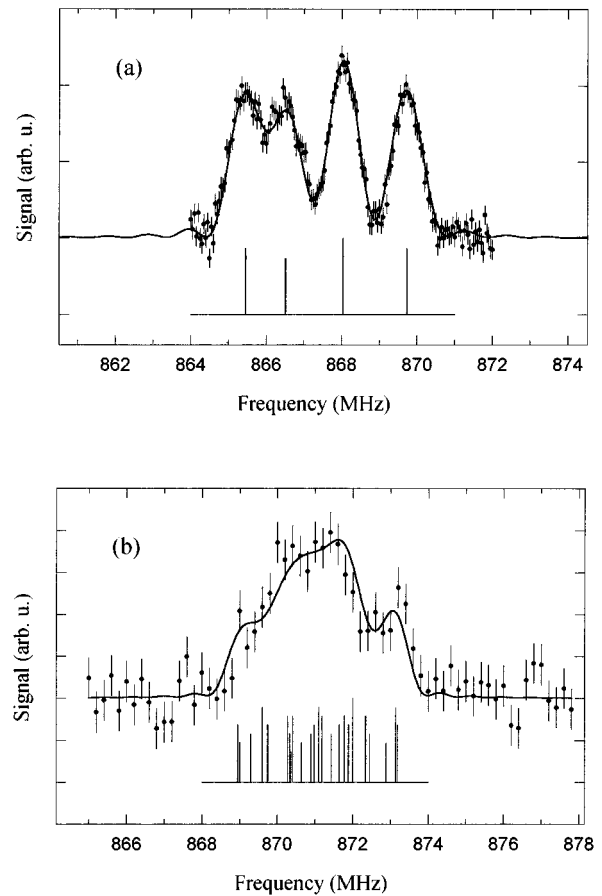 (a)
Signal (arb. u.)
862 864 866 868 870 872 874
Frequency (MHz)
(b)
Signal (arb. u.)
866 868 870 872 874 876 878
Frequency (MHz)